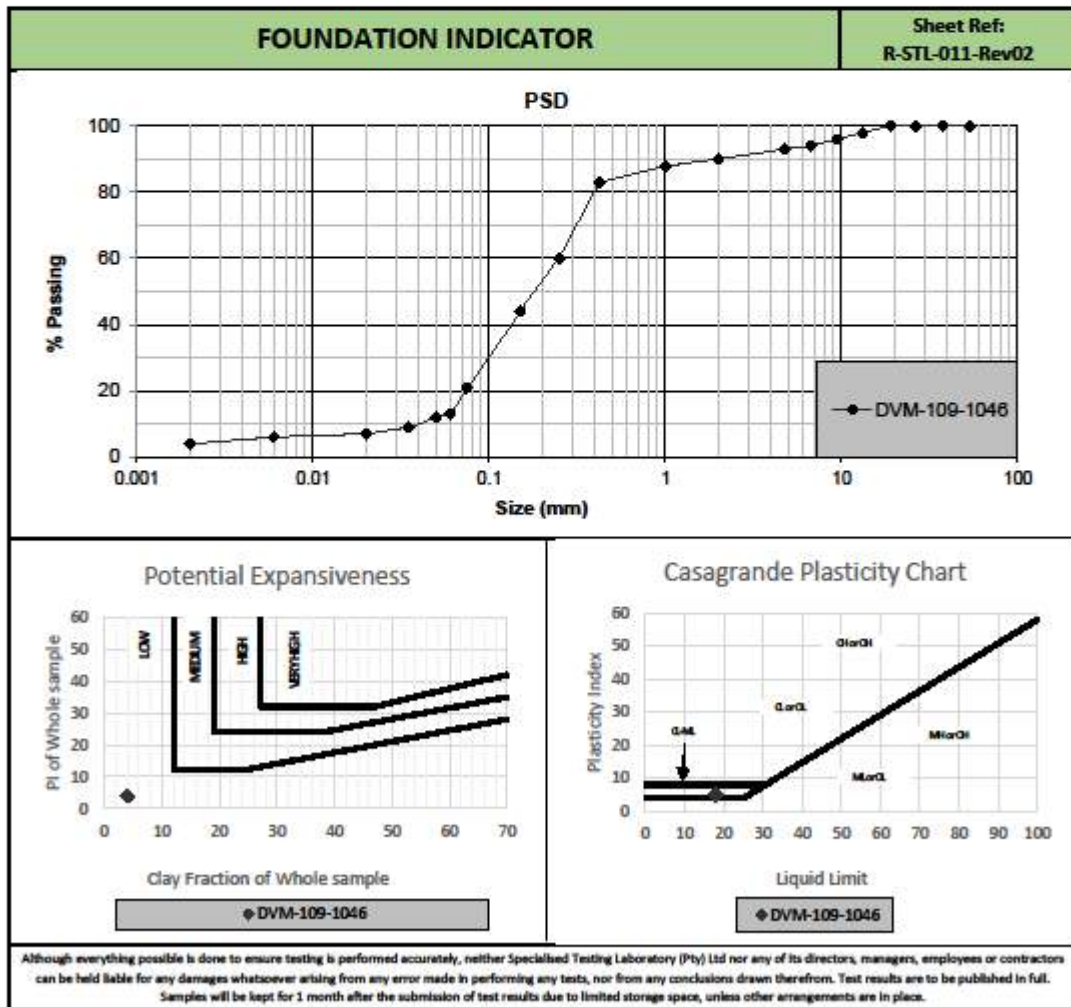 FOUNDATION INDICATOR
Sheet Ref:
R-STL-011-Rev02
PSD
100
80
60
40
20
0
% Passing
0.001 0.01 0.1 1 10 100
Size (mm)
DVM-109-1046
Potential Expansiveness
60
50
40
30
20
10
0
PI of Whole sample
LOW
MEDIUM
HIGH
VERY HIGH
0 10 20 30 40 50 60 70
Clay Fraction of Whole sample
DVM-109-1046
Casagrande Plasticity Chart
60
50
40
30
20
10
0
Plasticity Index
0 10 20 30 40 50 60 70 80 90 100
Liquid Limit
DVM-109-1046
Although everything possible is done to ensure testing is performed accurately, neither Specialised Testing Laboratory (Pty) Ltd nor any of its directors, managers, employees or contractors
can be held liable for any damages whatsoever arising from any error made in performing any tests, nor from any conclusions drawn therefrom. Test results are to be published in full.
Samples will be kept for 1 month after the submission of test results due to limited storage space, unless other arrangements are in place.